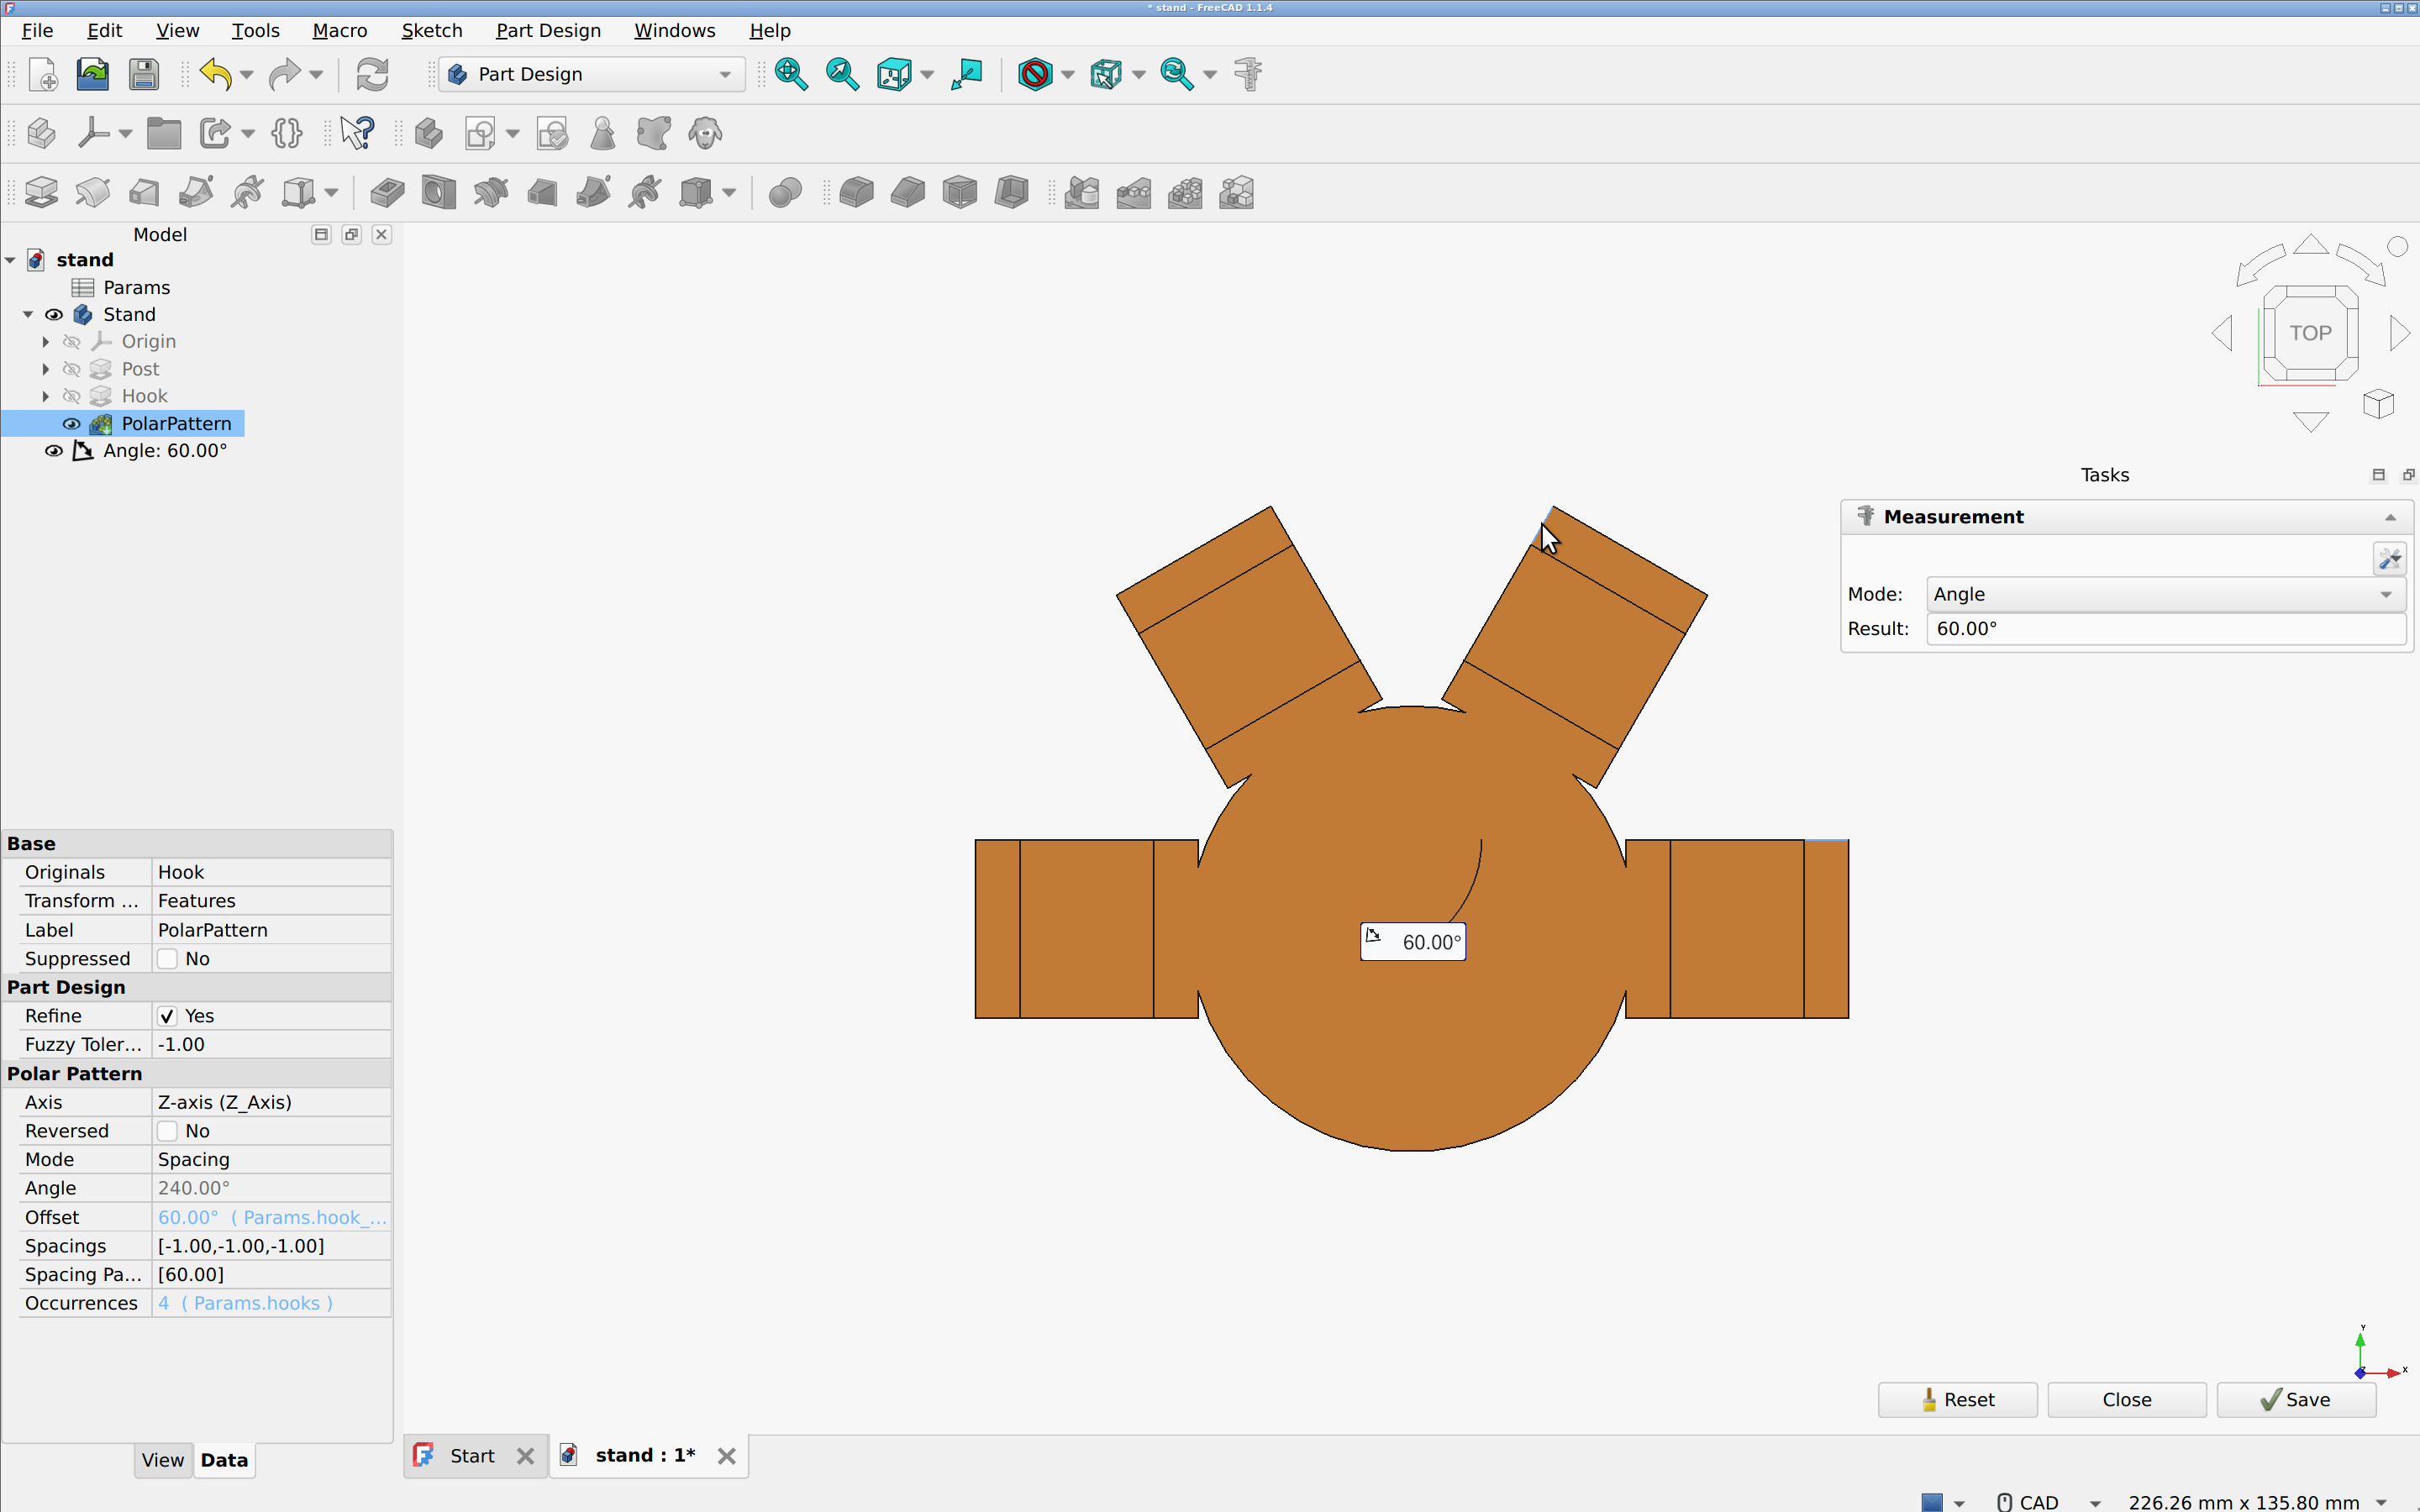 * stand - FreeCAD 1.1.4
File Edit View Tools Macro Sketch Part Design Windows Help
Part Design
Model
stand
Params
Stand
Origin
Post
Hook
PolarPattern
Angle: 60.00°
TOP
Tasks
Measurement
Mode: Angle
Result: 60.00°
60.00°
Base
Originals Hook
Transform ... Features
Label PolarPattern
Suppressed No
Part Design
Refine Yes
Fuzzy Toler... -1.00
Polar Pattern
Axis Z-axis (Z_Axis)
Reversed No
Mode Spacing
Angle 240.00°
Offset 60.00° ( Params.hook_...
Spacings [-1.00,-1.00,-1.00]
Spacing Pa... [60.00]
Occurrences 4 ( Params.hooks )
Y
X
Reset Close Save
View Data
Start stand : 1*
CAD 226.26 mm x 135.80 mm